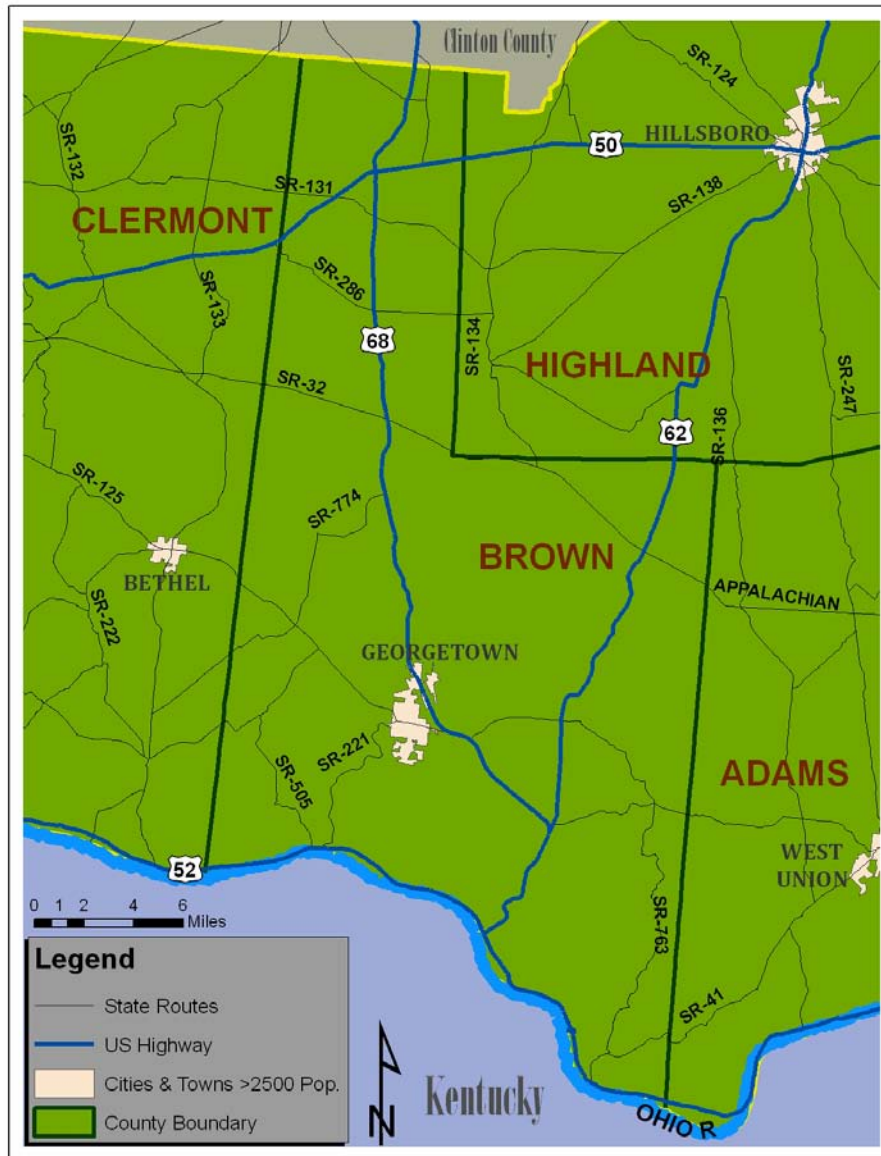 Clinton County
SR-124
HILLSBORO
50
SR-132
SR-131
SR-138
CLERMONT
SR-286
SR-133
68
SR-134
HIGHLAND
SR-32
SR-247
62
SR-136
SR-125
SR-774
BROWN
BETHEL
APPALACHIAN
SR-222
GEORGETOWN
SR-221
SR-505
ADAMS
52
WEST
UNION
0 1 2 4 6
Miles
SR-763
Legend
State Routes
US Highway
Cities & Towns >2500 Pop.
County Boundary
SR-41
N
Kentucky
OHIO R